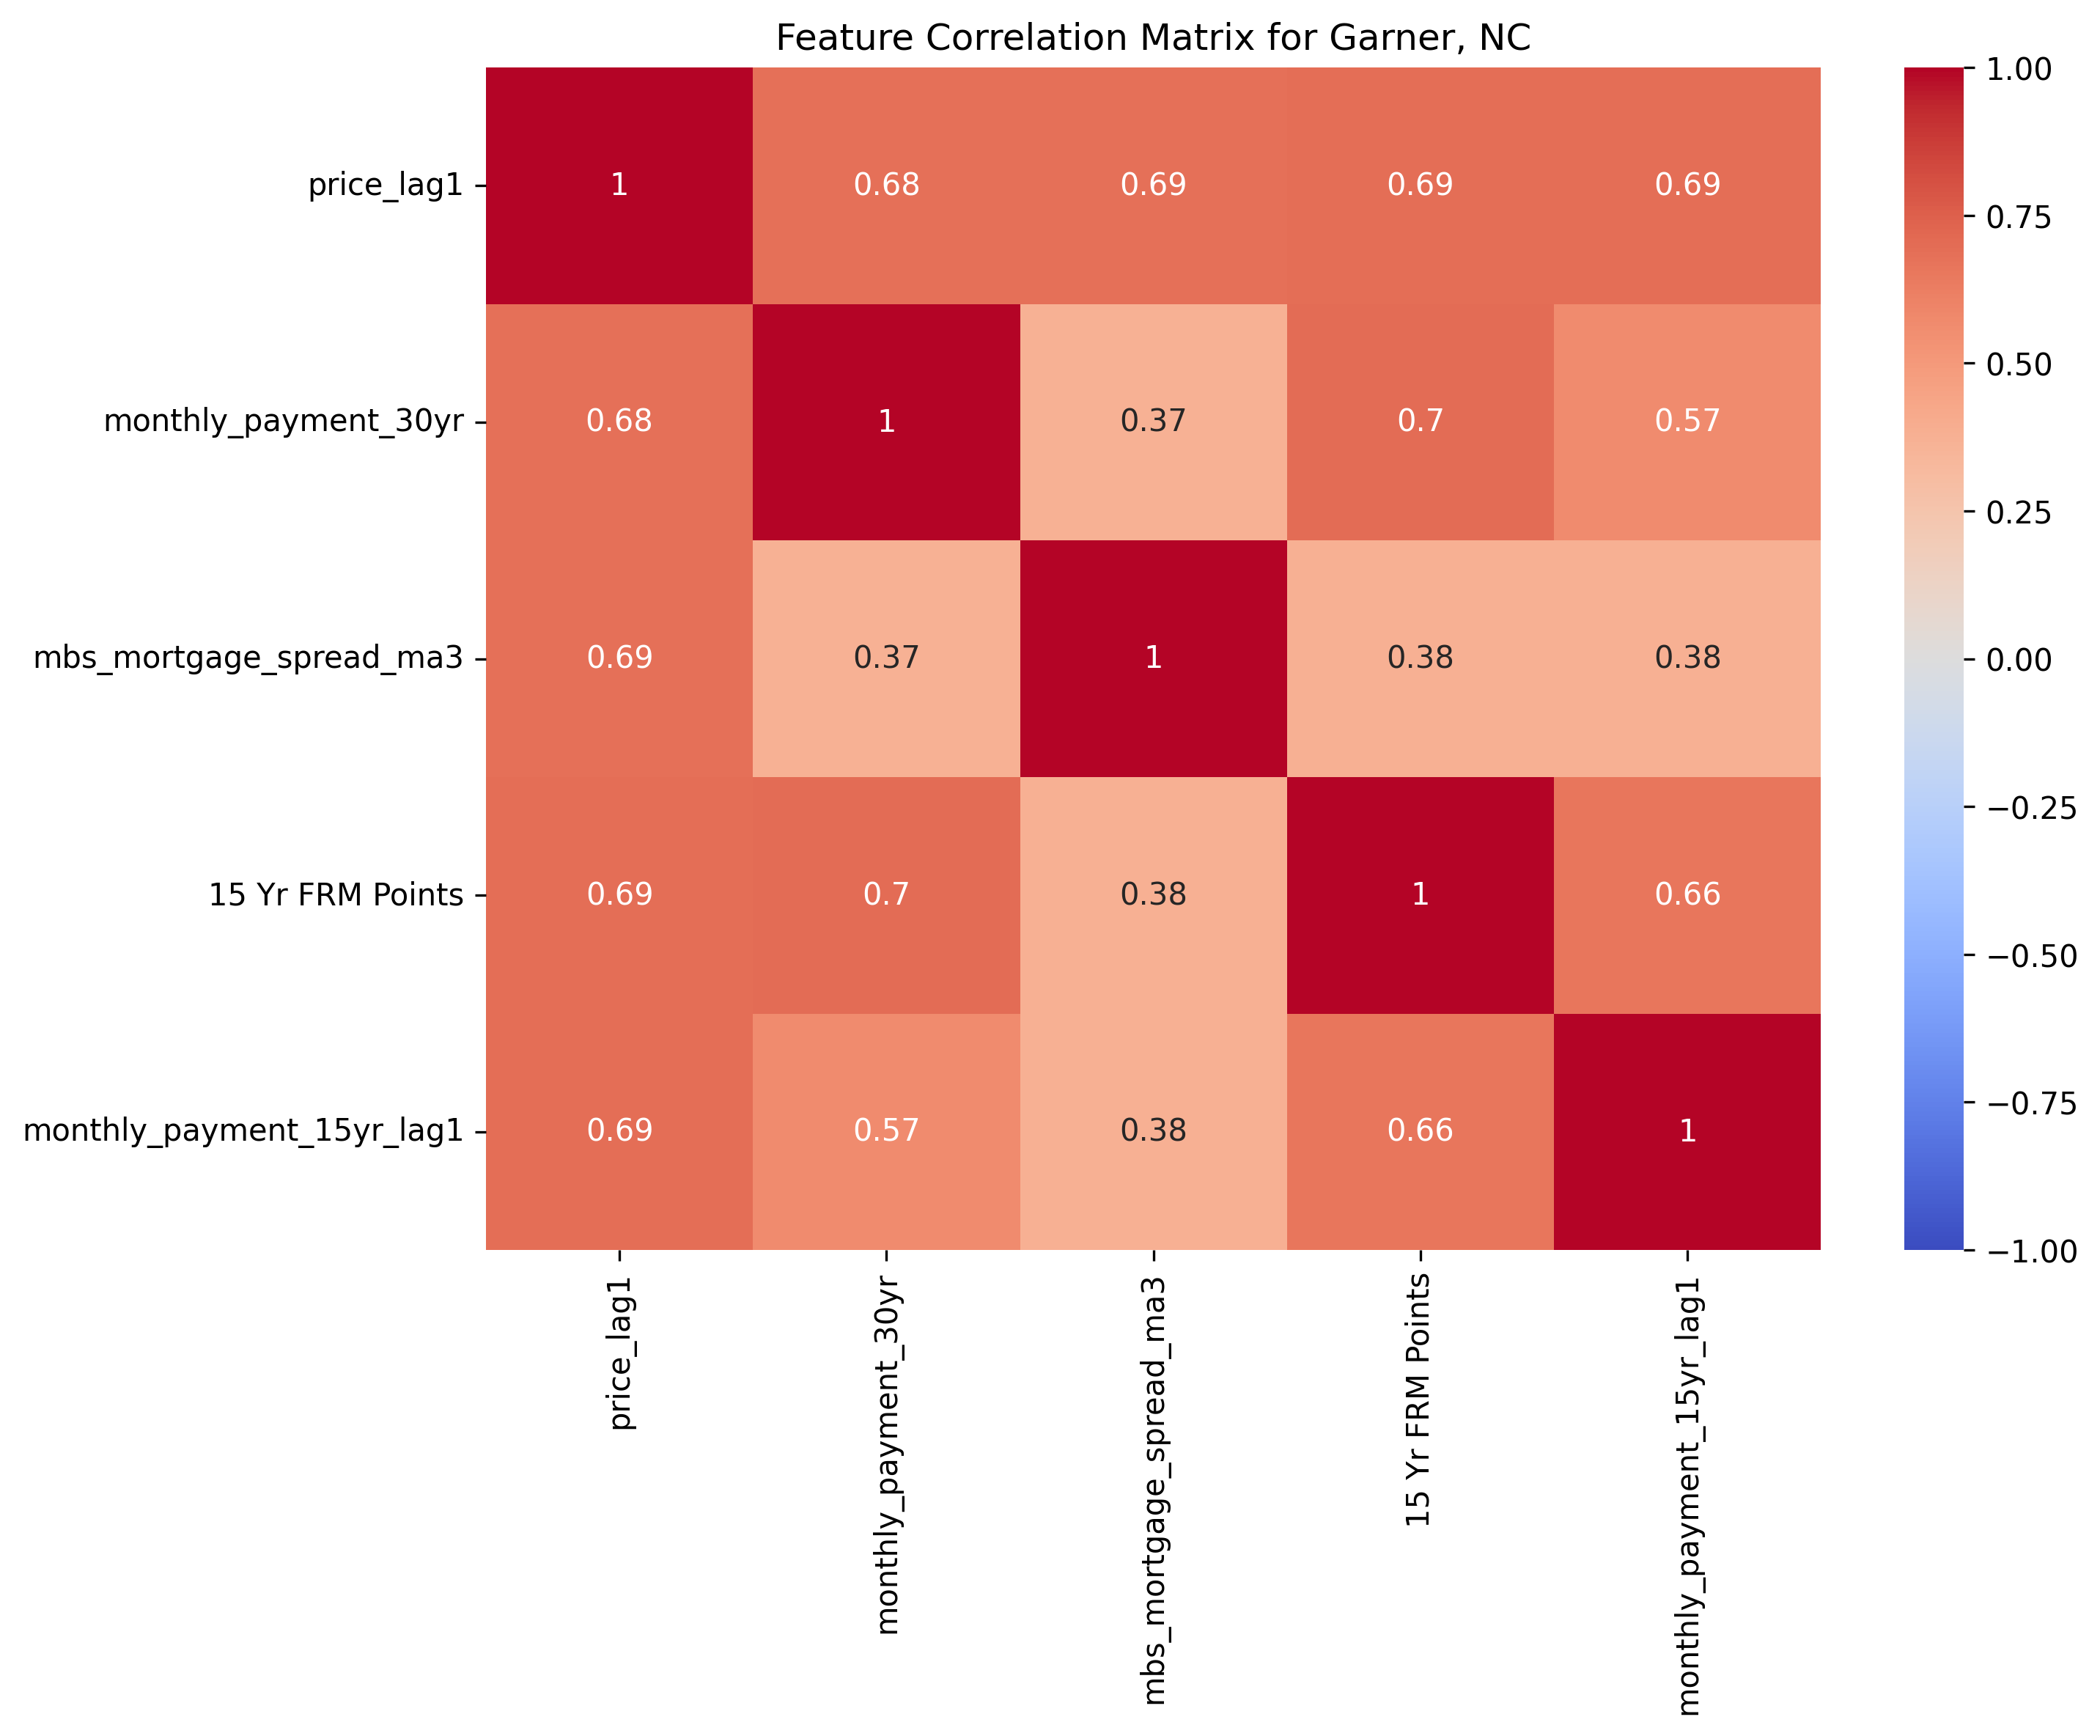 Feature Correlation Matrix for Garner, NC
price_lag1 1 0.68 0.69 0.69 0.69
monthly_payment_30yr 0.68 1 0.37 0.7 0.57
mbs_mortgage_spread_ma3 0.69 0.37 1 0.38 0.38
15 Yr FRM Points 0.69 0.7 0.38 1 0.66
monthly_payment_15yr_lag1 0.69 0.57 0.38 0.66 1
price_lag1
monthly_payment_30yr
mbs_mortgage_spread_ma3
15 Yr FRM Points
monthly_payment_15yr_lag1
1.00
0.75
0.50
0.25
0.00
−0.25
−0.50
−0.75
−1.00